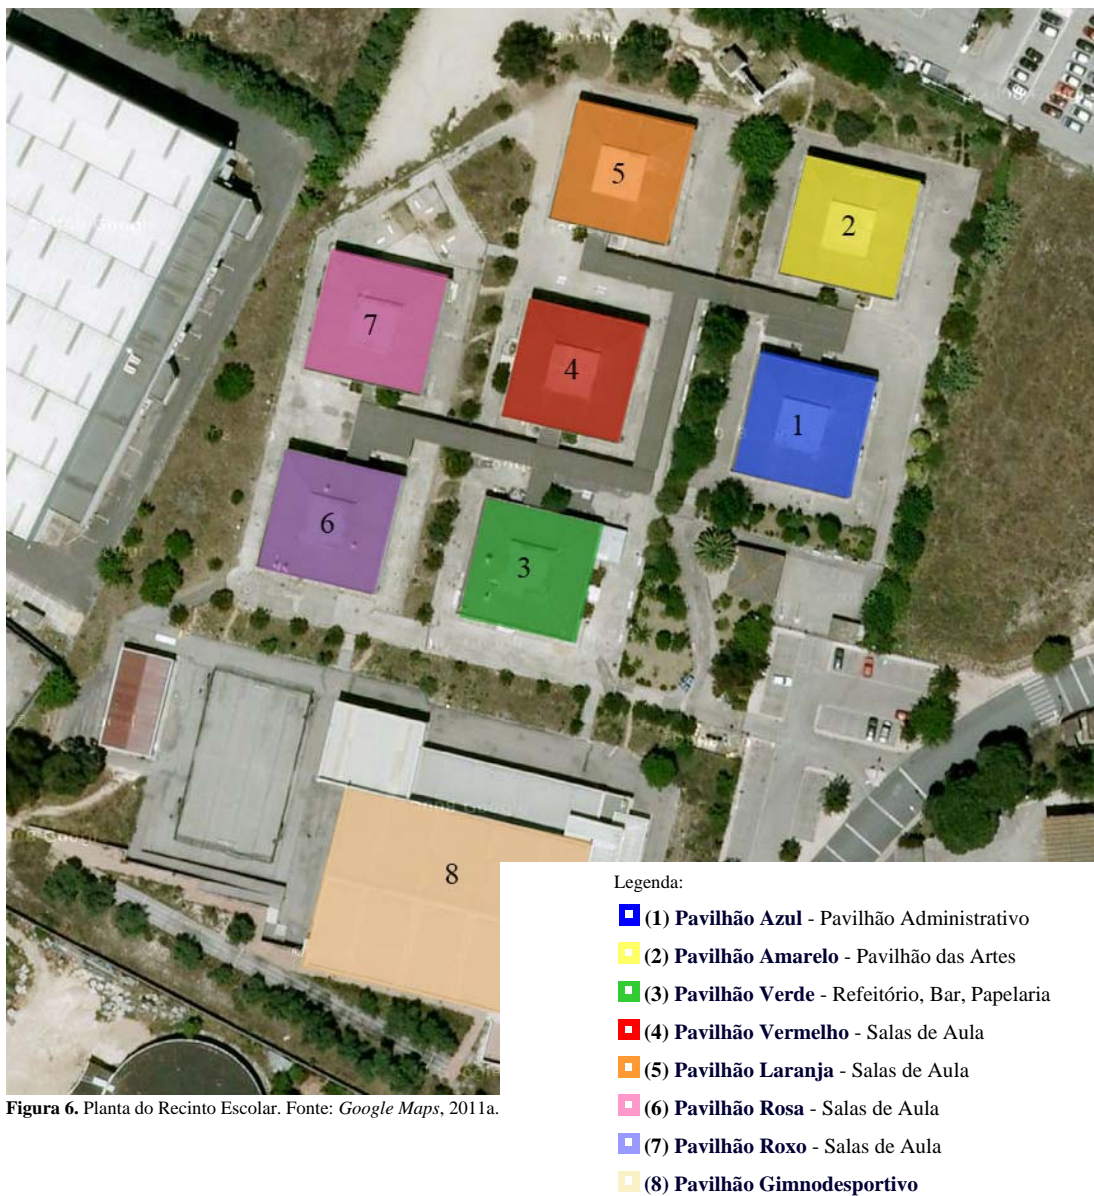 5
2
7
4
1
6
3
8
Legenda:
(1) Pavilhão Azul - Pavilhão Administrativo
(2) Pavilhão Amarelo - Pavilhão das Artes
(3) Pavilhão Verde - Refeitório, Bar, Papelaria
(4) Pavilhão Vermelho - Salas de Aula
(5) Pavilhão Laranja - Salas de Aula
(6) Pavilhão Rosa - Salas de Aula
(7) Pavilhão Roxo - Salas de Aula
(8) Pavilhão Gimnodesportivo
Figura 6. Planta do Recinto Escolar. Fonte: Google Maps, 2011a.